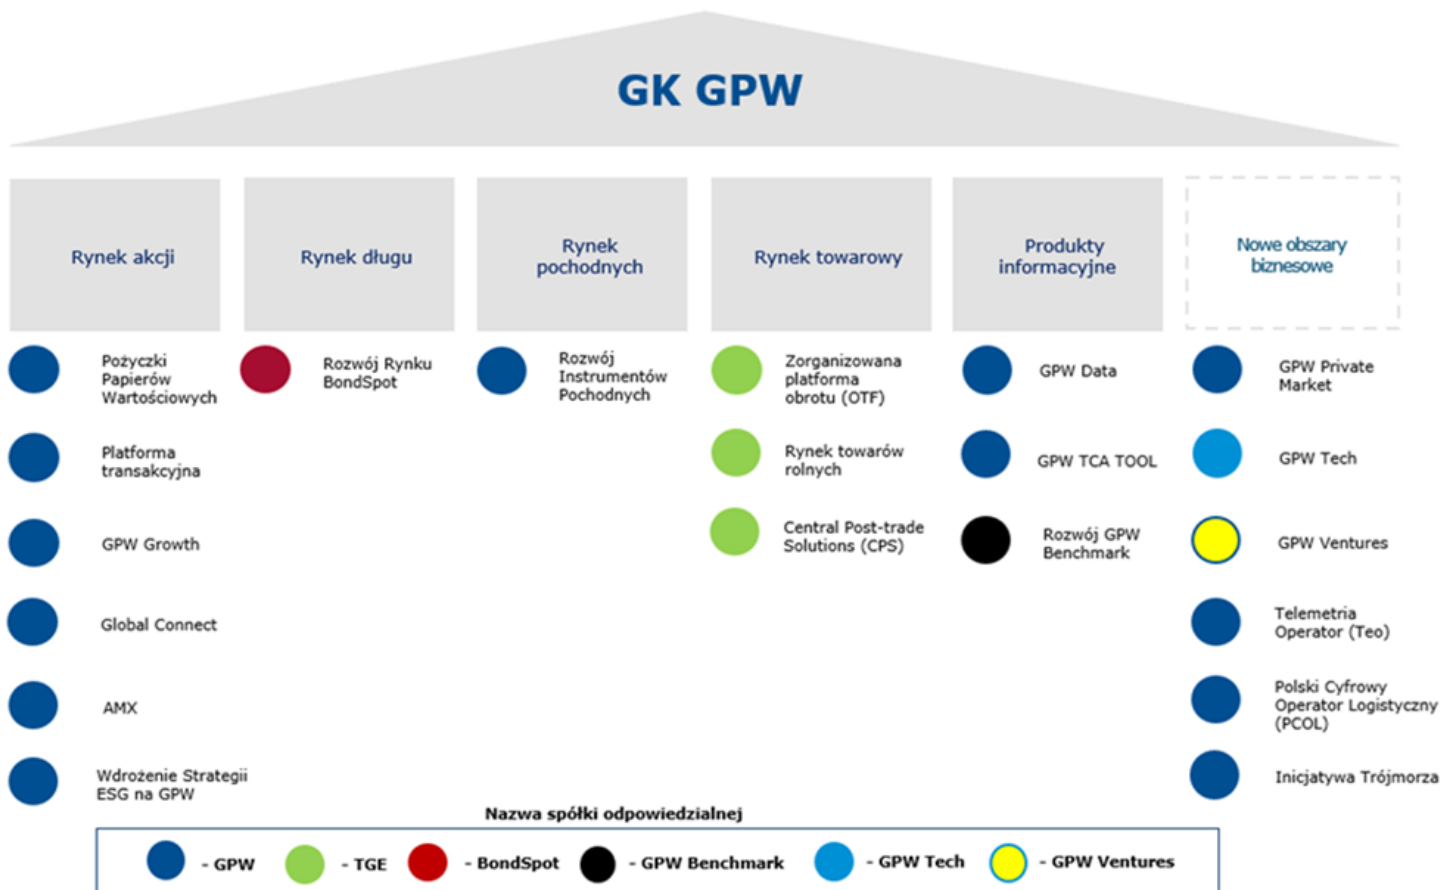 GK GPW
Rynek akcji
Rynek długu
Rynek
pochodnych
Rynek towarowy
Produkty
informacyjne
Nowe obszary
biznesowe
Pożyczki
Papierów
Wartościowych
Platforma
transakcyjna
GPW Growth
Global Connect
AMX
Wdrożenie Strategii
ESG na GPW
Rozwój Rynku
BondSpot
Rozwój
Instrumentów
Pochodnych
Zorganizowana
platforma
obrotu (OTF)
Rynek towarów
rolnych
Central Post-trade
Solutions (CPS)
GPW Data
GPW TCA TOOL
Rozwój GPW
Benchmark
GPW Private
Market
GPW Tech
GPW Ventures
Telemetria
Operator (Teo)
Polski Cyfrowy
Operator Logistyczny
(PCOL)
Inicjatywa Trójmorza
Nazwa spółki odpowiedzialnej
- GPW
- TGE
- BondSpot
- GPW Benchmark
- GPW Tech
- GPW Ventures